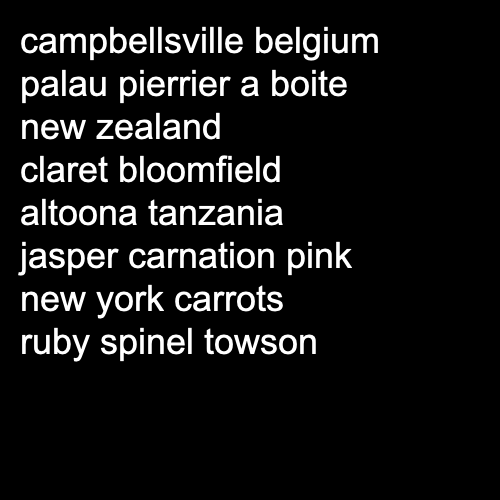 campbellsville belgium
palau pierrier a boite
new zealand
claret bloomfield
altoona tanzania
jasper carnation pink
new york carrots
ruby spinel towson